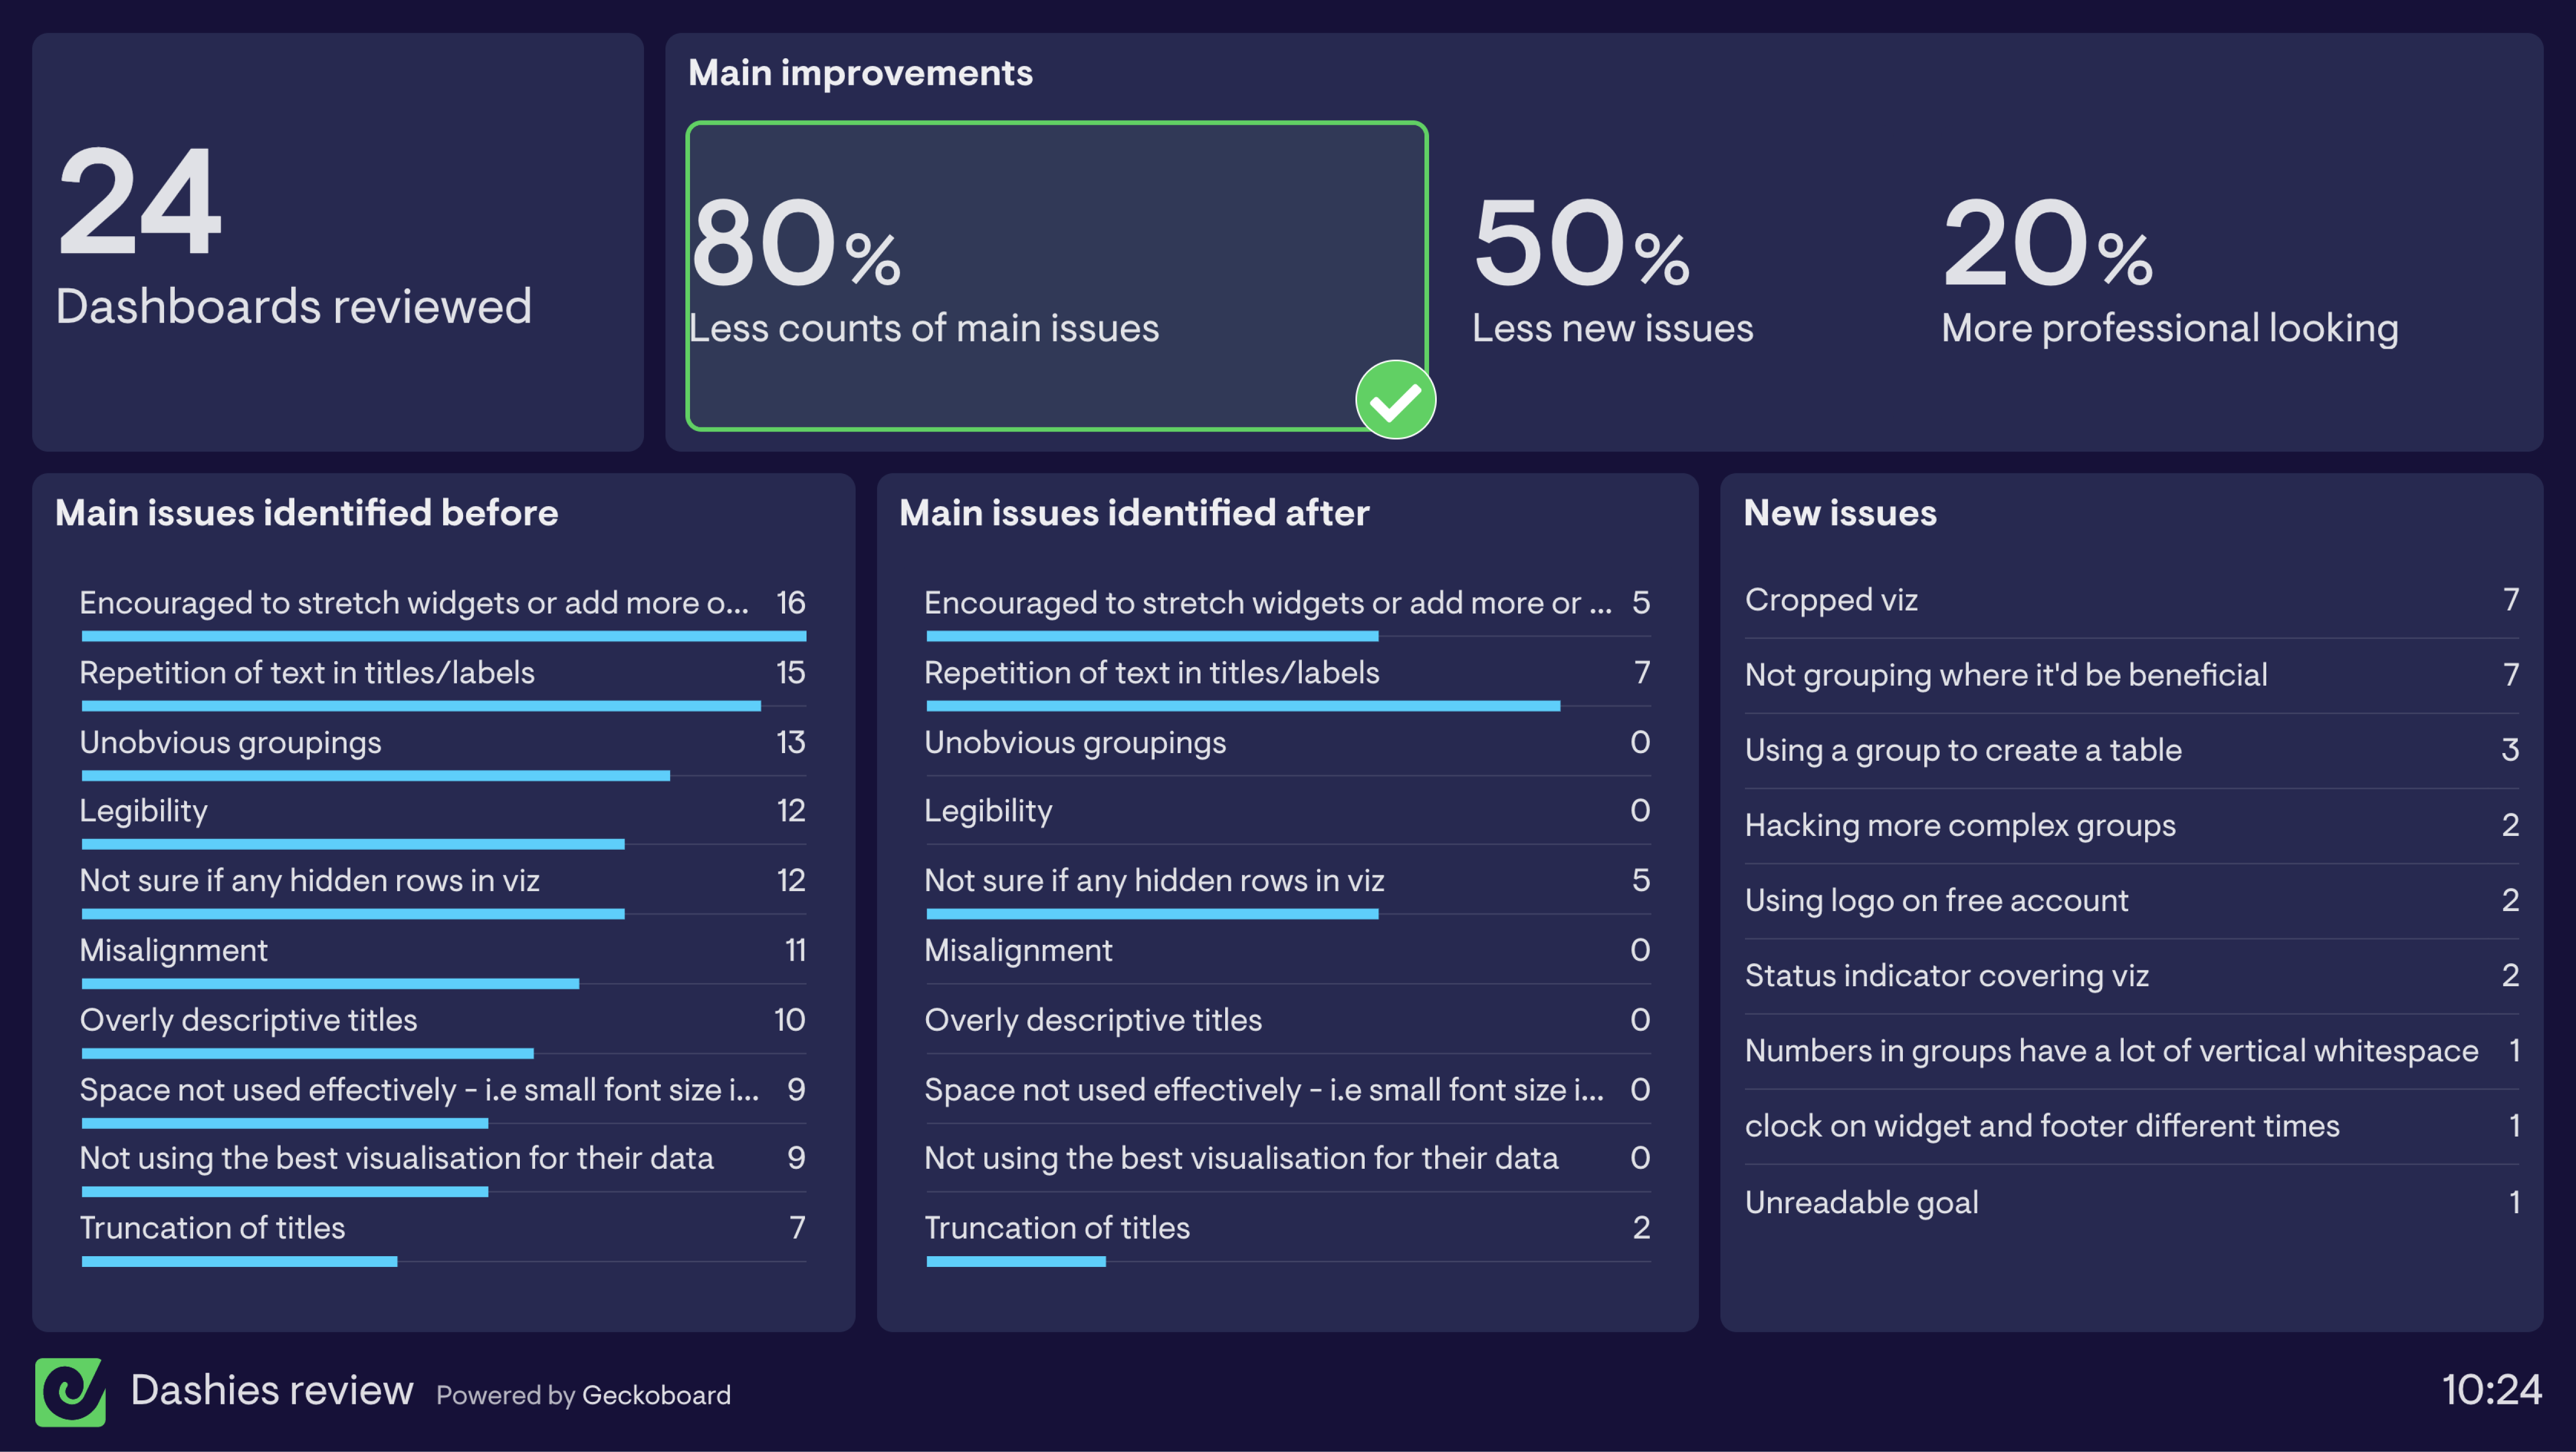 24
Dashboards reviewed
Main improvements
80%
Less counts of main issues
50%
Less new issues
20%
More professional looking
Main issues identified before
Encouraged to stretch widgets or add more o... 16
Repetition of text in titles/labels 15
Unobvious groupings 13
Legibility 12
Not sure if any hidden rows in viz 12
Misalignment 11
Overly descriptive titles 10
Space not used effectively - i.e small font size i... 9
Not using the best visualisation for their data 9
Truncation of titles 7
Main issues identified after
Encouraged to stretch widgets or add more or ... 5
Repetition of text in titles/labels 7
Unobvious groupings 0
Legibility 0
Not sure if any hidden rows in viz 5
Misalignment 0
Overly descriptive titles 0
Space not used effectively - i.e small font size i... 0
Not using the best visualisation for their data 0
Truncation of titles 2
New issues
Cropped viz 7
Not grouping where it'd be beneficial 7
Using a group to create a table 3
Hacking more complex groups 2
Using logo on free account 2
Status indicator covering viz 2
Numbers in groups have a lot of vertical whitespace 1
clock on widget and footer different times 1
Unreadable goal 1
Dashies review Powered by Geckoboard
10:24